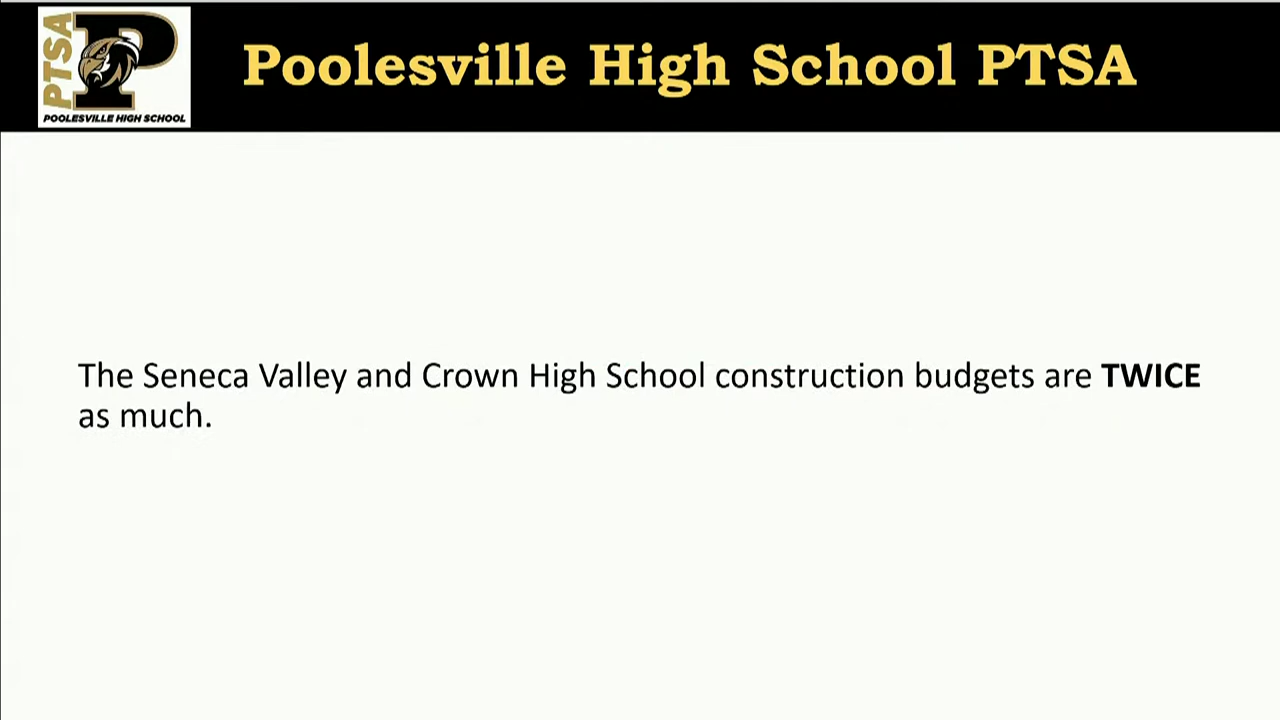 PTSA
POOLESVILLE HIGH SCHOOL
Poolesville High School PTSA
The Seneca Valley and Crown High School construction budgets are TWICE
as much.